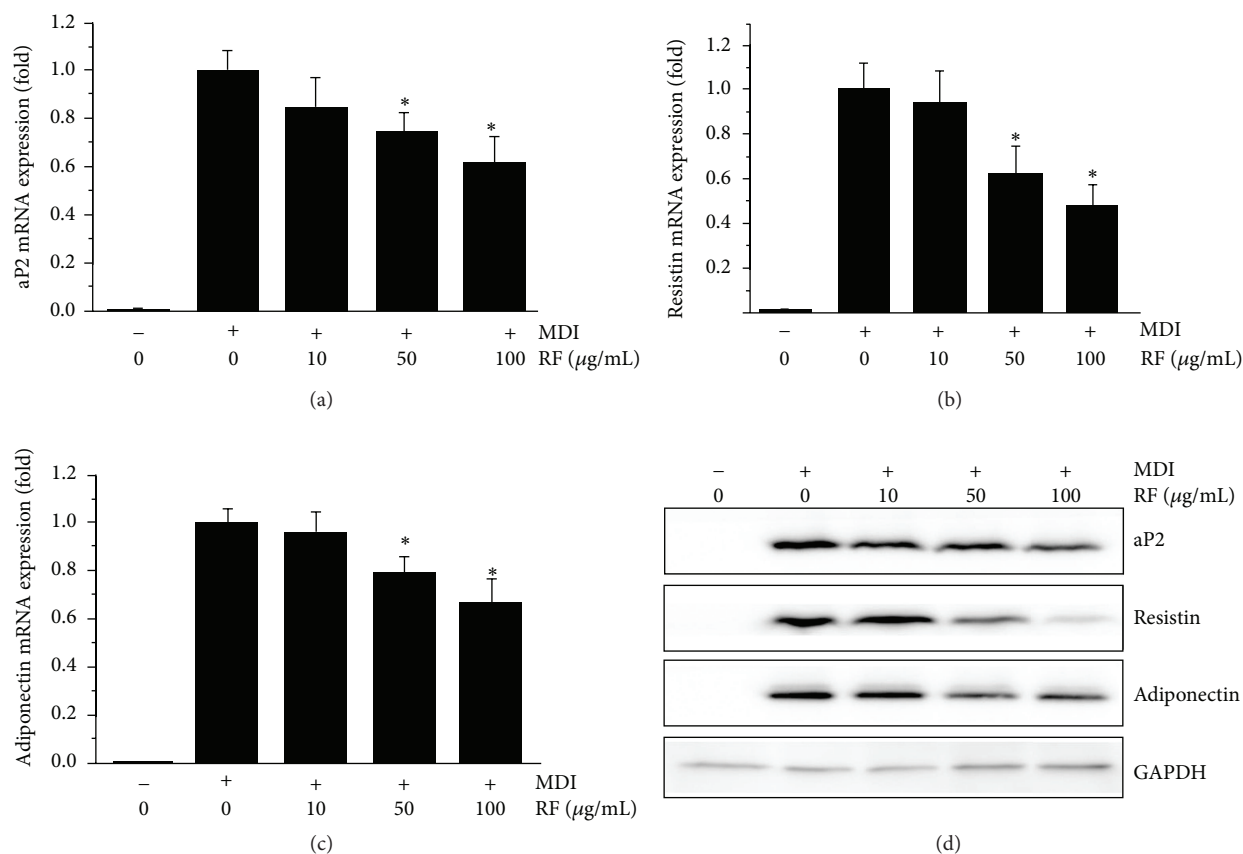 aP2 mRNA expression (fold)
1.2
1.0
0.8
0.6
0.4
0.2
0.0
* *
− + + + + MDI
0 0 10 50 100 RF (μg/mL)
(a)
Resistin mRNA expression (fold)
1.2
1.0
0.8
0.6
0.4
0.2
* *
− + + + + MDI
0 0 10 50 100 RF (μg/mL)
(b)
Adiponectin mRNA expression (fold)
1.2
1.0
0.8
0.6
0.4
0.2
0.0
* *
− + + + + MDI
0 0 10 50 100 RF (μg/mL)
(c)
− + + + + MDI
0 0 10 50 100 RF (μg/mL)
aP2
Resistin
Adiponectin
GAPDH
(d)